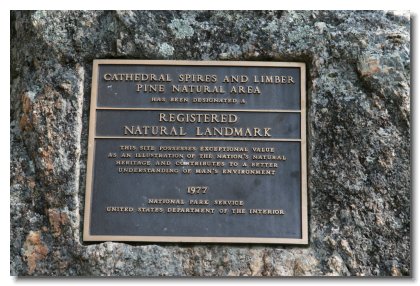 CATHEDRAL SPIRES AND LIMBER
PINE NATURAL AREA
HAS BEEN DESIGNATED A
REGISTERED
NATURAL LANDMARK
THIS SITE POSSESSES EXCEPTIONAL VALUE
AS AN ILLUSTRATION OF THE NATION'S NATURAL
HERITAGE AND CONTRIBUTES TO A BETTER
UNDERSTANDING OF MAN'S ENVIRONMENT
1977
NATIONAL PARK SERVICE
UNITED STATES DEPARTMENT OF THE INTERIOR